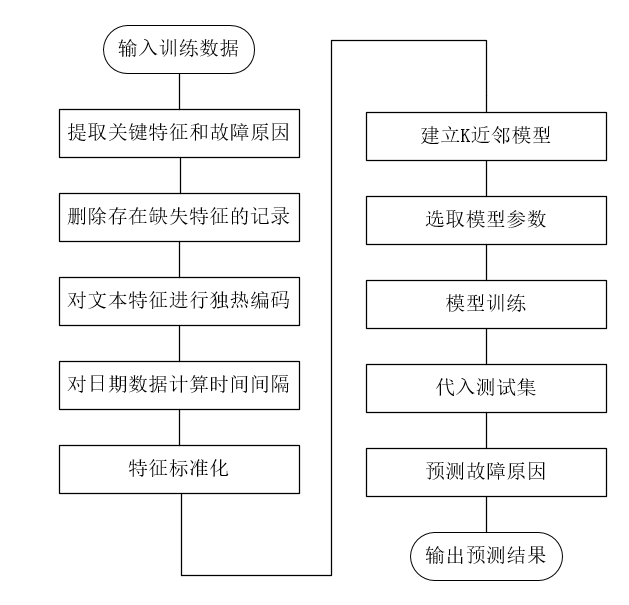 输入训练数据
提取关键特征和故障原因
删除存在缺失特征的记录
对文本特征进行独热编码
对日期数据计算时间间隔
特征标准化
建立K近邻模型
选取模型参数
模型训练
代入测试集
预测故障原因
输出预测结果